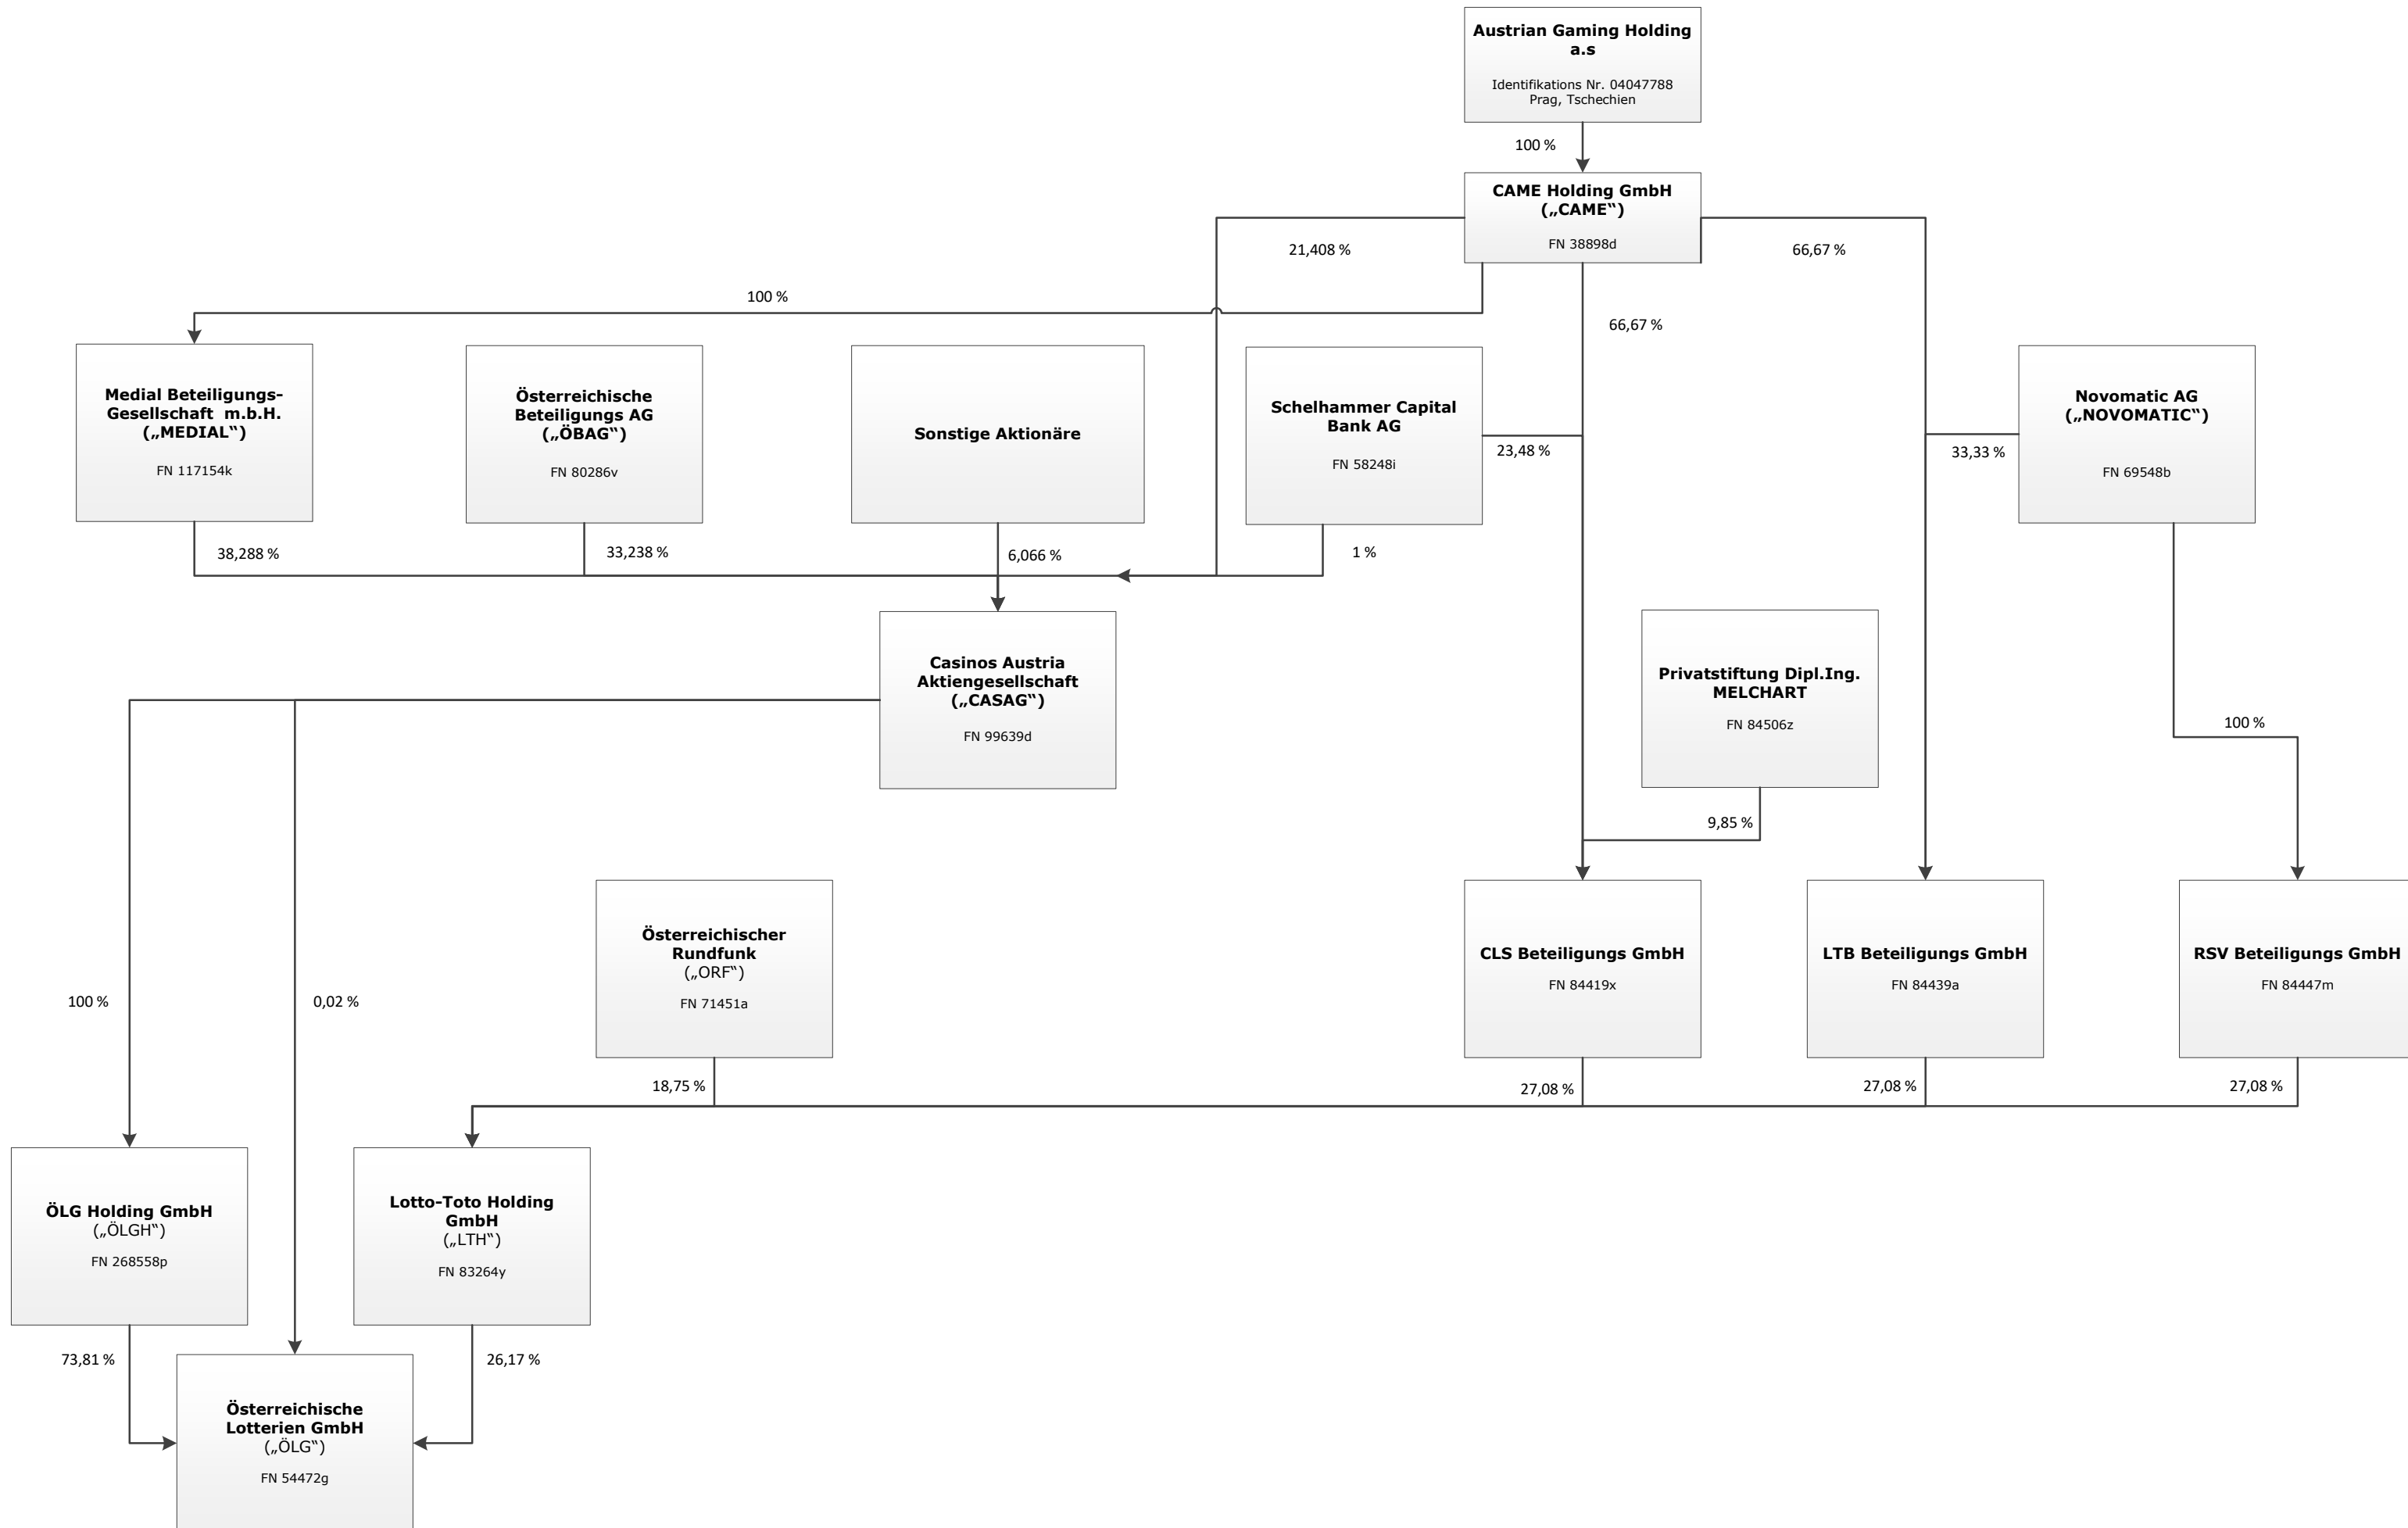 Austrian Gaming Holding
a.s
Identifikations Nr. 04047788
Prag, Tschechien
100 %
CAME Holding GmbH
(„CAME“)
FN 38898d
21,408 %
66,67 %
100 %
66,67 %
Medial Beteiligungs-
Gesellschaft  m.b.H.
(„MEDIAL“)
FN 117154k
Österreichische
Beteiligungs AG
(„ÖBAG“)
FN 80286v
Sonstige Aktionäre
Schelhammer Capital
Bank AG
FN 58248i
23,48 %
Novomatic AG
(„NOVOMATIC“)
FN 69548b
33,33 %
38,288 %
33,238 %
6,066 %
1 %
Casinos Austria
Aktiengesellschaft
(„CASAG“)
FN 99639d
Privatstiftung Dipl.Ing.
MELCHART
FN 84506z
100 %
9,85 %
Österreichischer
Rundfunk
(„ORF“)
FN 71451a
CLS Beteiligungs GmbH
FN 84419x
LTB Beteiligungs GmbH
FN 84439a
RSV Beteiligungs GmbH
FN 84447m
100 %
0,02 %
18,75 %
27,08 %
27,08 %
27,08 %
ÖLG Holding GmbH
(„ÖLGH“)
FN 268558p
Lotto-Toto Holding
GmbH
(„LTH“)
FN 83264y
73,81 %
26,17 %
Österreichische
Lotterien GmbH
(„ÖLG“)
FN 54472g